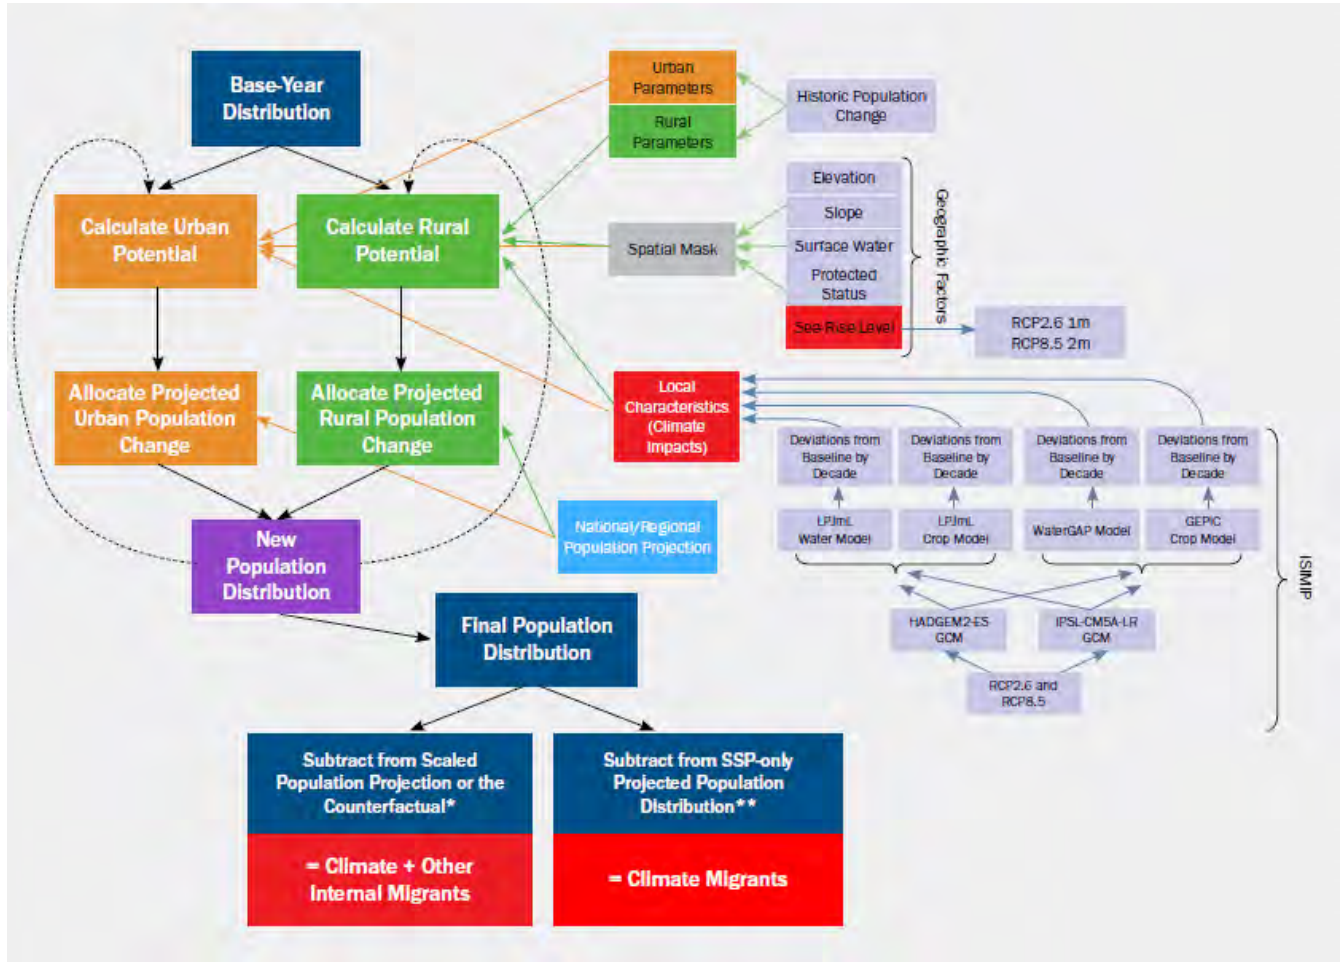 Base-Year
Distribution
Urban
Parameters
Rural
Parameters
Historic Population
Change
Calculate Urban
Potential
Calculate Rural
Potential
Spatial Mask
Elevation
Slope
Surface Water
Protected
Status
Sea-Rise Level
Geographic Factors
RCP2.6 1m
RCP8.5 2m
Allocate Projected
Urban Population
Change
Allocate Projected
Rural Population
Change
Local
Characteristics
(Climate
Impacts)
Deviations from
Baseline by
Decade
Deviations from
Baseline by
Decade
Deviations from
Baseline by
Decade
Deviations from
Baseline by
Decade
New
Population
Distribution
National/Regional
Population Projection
LPJmL
Water Model
LPJmL
Crop Model
WaterGAP Model
GEPIC
Crop Model
ISIMIP
HADGEM2-ES
GCM
IPSL-CM5A-LR
GCM
RCP2.6 and
RCP8.5
Final Population
Distribution
Subtract from Scaled
Population Projection or the
Counterfactual*
= Climate + Other
Internal Migrants
Subtract from SSP-only
Projected Population
Distribution**
= Climate Migrants